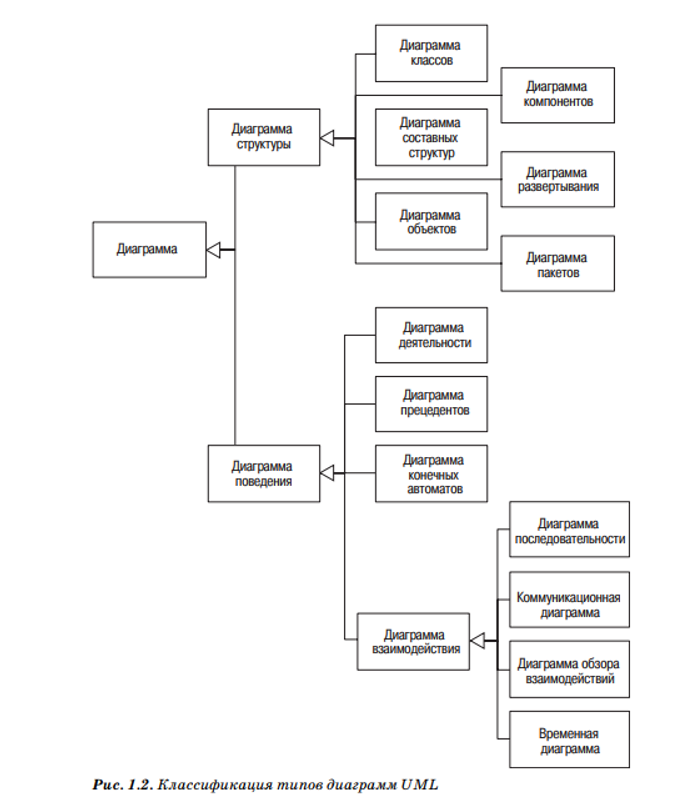 Диаграмма
классов
Диаграмма
компонентов
Диаграмма
структуры
Диаграмма
составных
структур
Диаграмма
развертывания
Диаграмма
объектов
Диаграмма
Диаграмма
пакетов
Диаграмма
деятельности
Диаграмма
прецедентов
Диаграмма
поведения
Диаграмма
конечных
автоматов
Диаграмма
последовательности
Коммуникационная
диаграмма
Диаграмма
взаимодействия
Диаграмма обзора
взаимодействий
Временная
диаграмма
Рис. 1.2. Классификация типов диаграмм UML